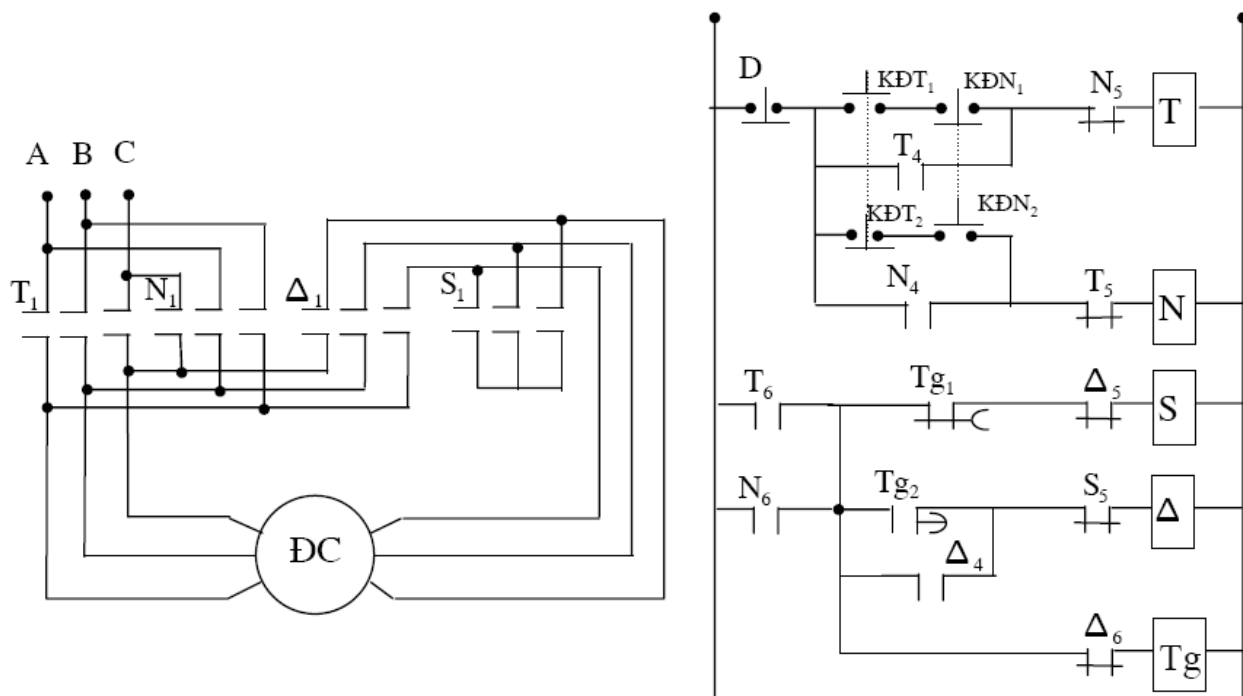 A B C
T1 N1 Δ1 S1
ĐC
D KĐT1 KĐN1 N5 T
T4
KĐT2 KĐN2
N4 T5 N
T6 Tg1 Δ5 S
N6 Tg2 S5 Δ
Δ4
Δ6 Tg